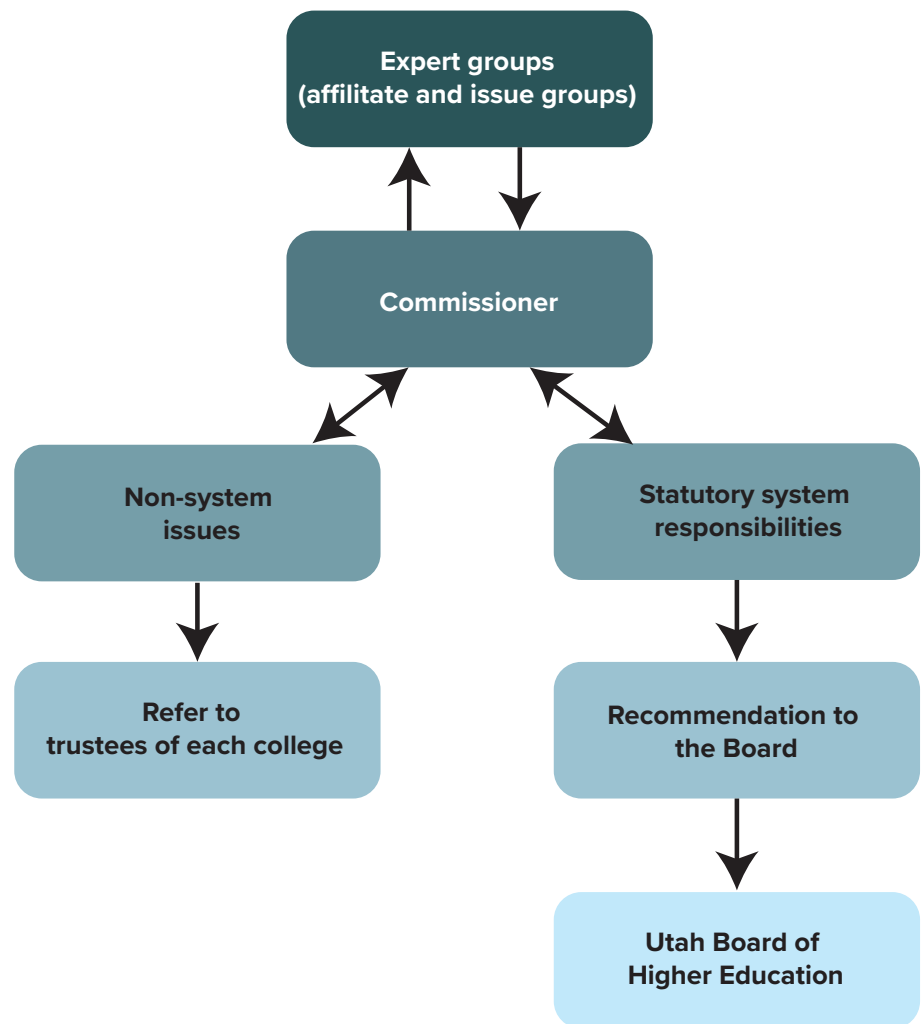 Expert groups
(affilitate and issue groups)
Commissioner
Non-system
issues
Statutory system
responsibilities
Refer to
trustees of each college
Recommendation to
the Board
Utah Board of
Higher Education